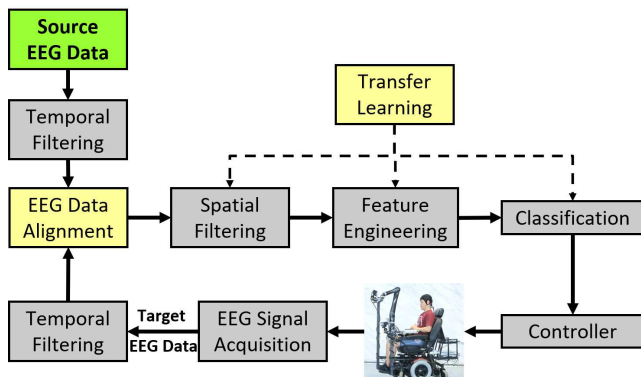 Source
EEG Data
Transfer
Learning
Temporal
Filtering
EEG Data
Alignment
Spatial
Filtering
Feature
Engineering
Classification
Temporal
Filtering
Target
EEG Data
EEG Signal
Acquisition
Controller